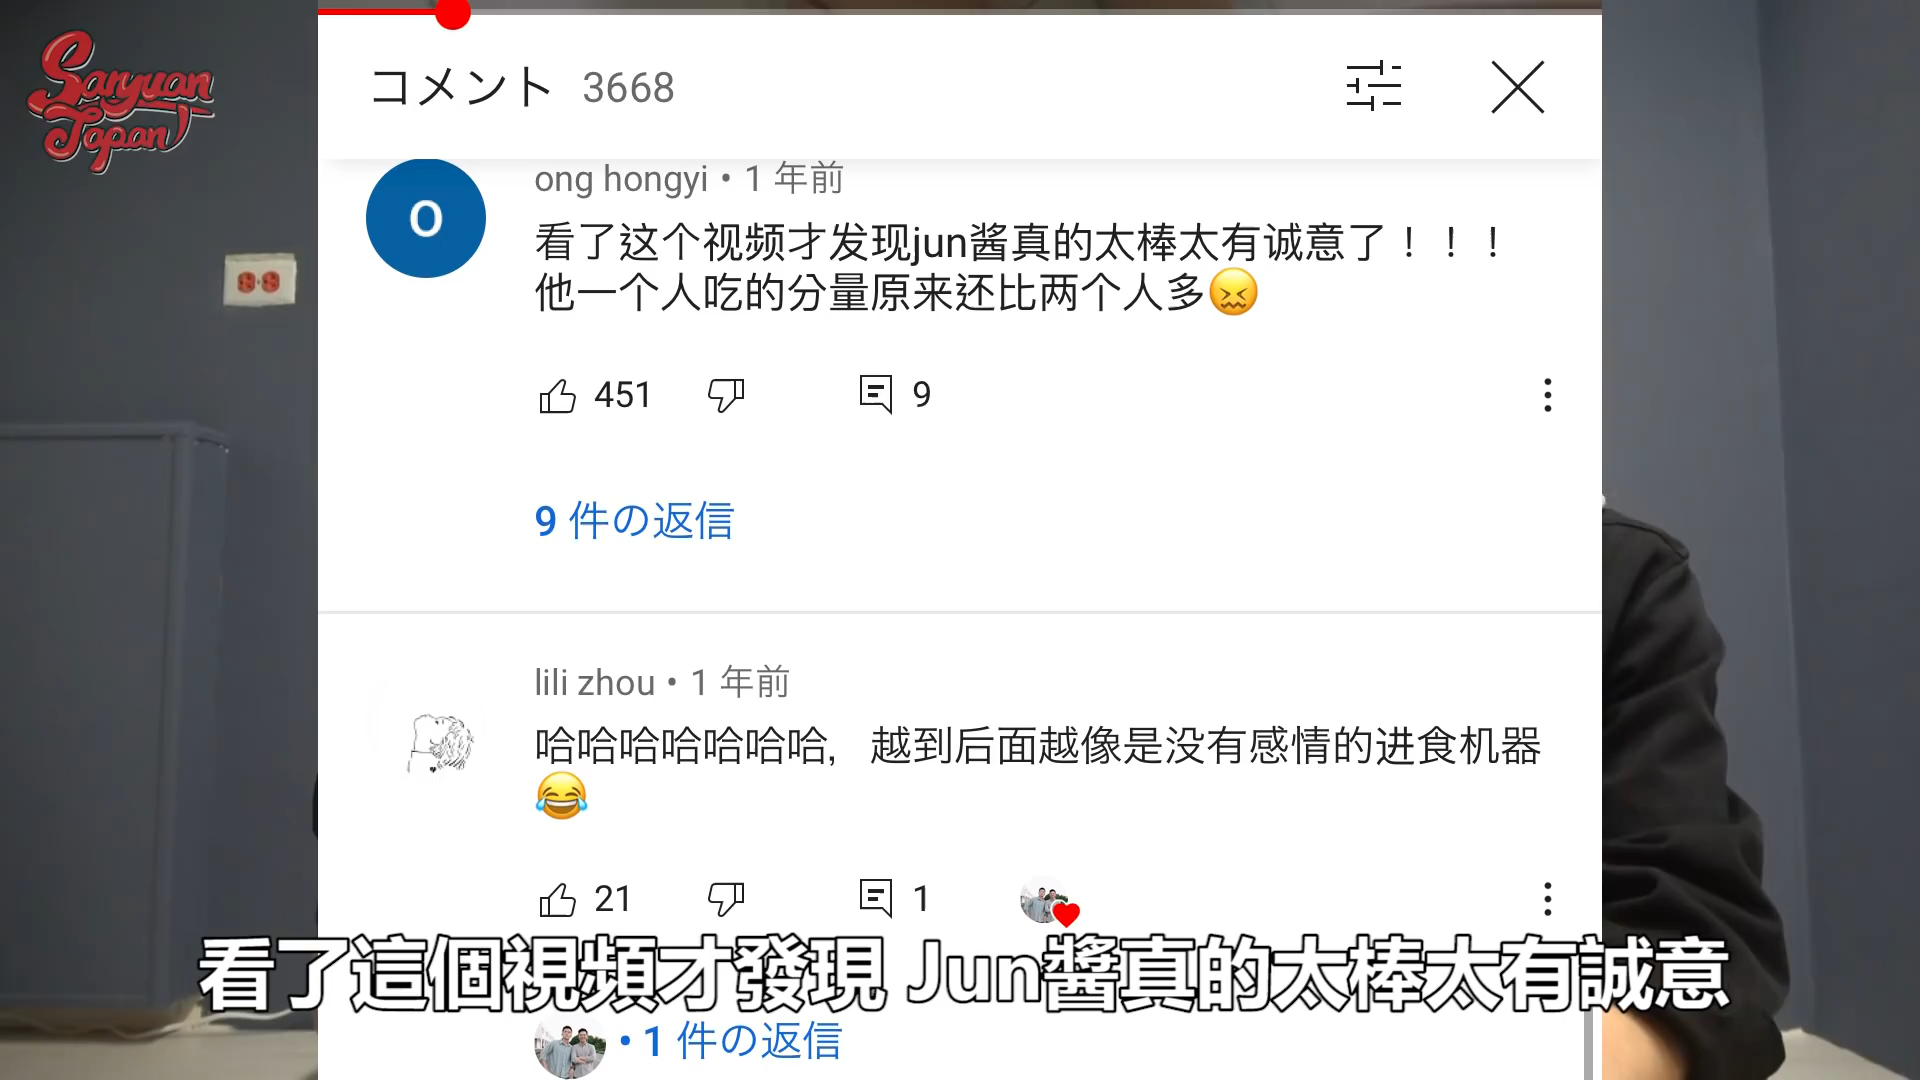 Sanyuan
Japan
コメント 3668
ong hongyi • 1 年前
看了这个视频才发现jun酱真的太棒太有诚意了！！！
他一个人吃的分量原来还比两个人多😖
451
9
9 件の返信
lili zhou • 1 年前
哈哈哈哈哈哈哈，越到后面越像是没有感情的进食机器
😂
21
1
看了這個視頻才發現 Jun醬真的太棒太有誠意
• 1 件の返信